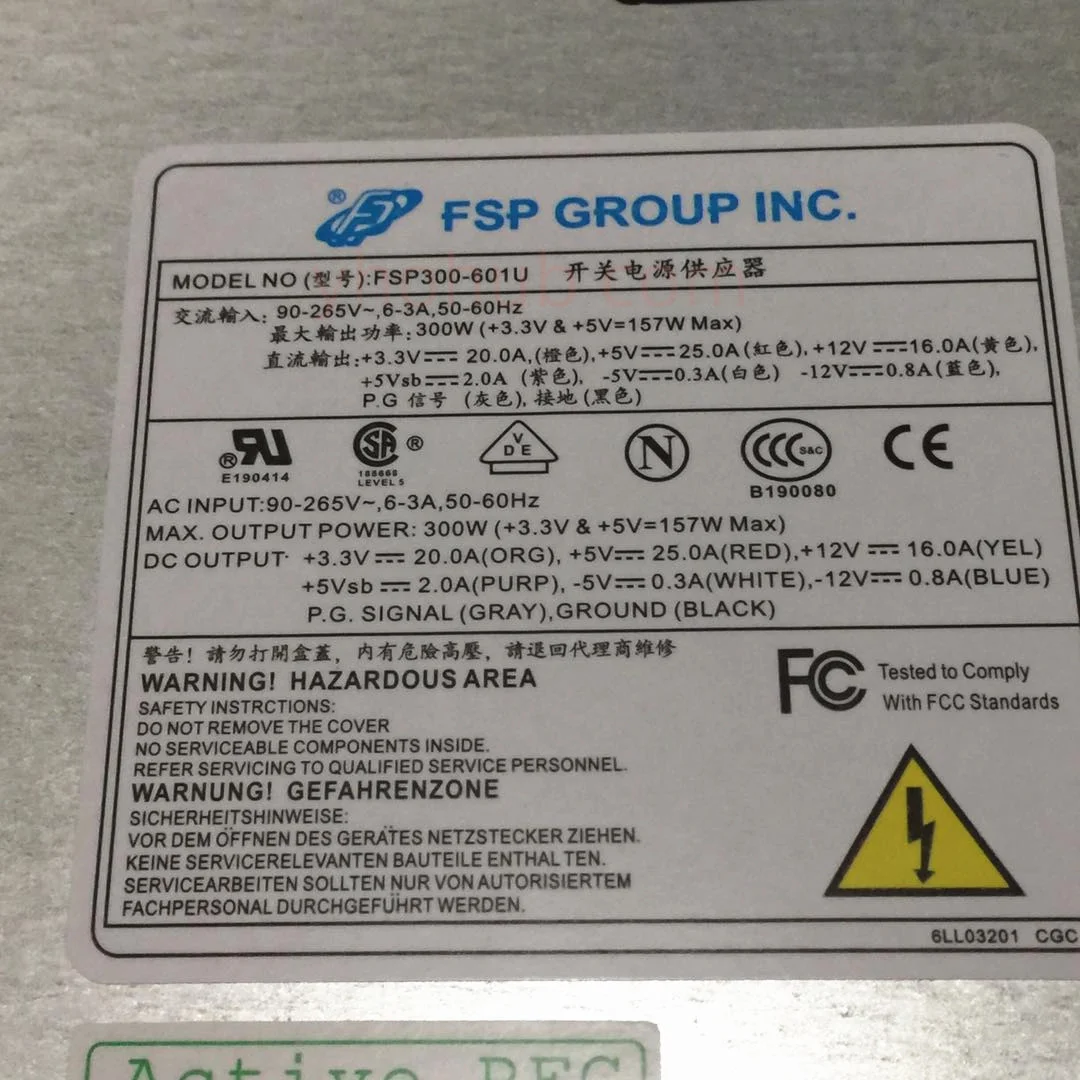 ® FSP GROUP INC.
MODEL NO (型号):FSP300-601U 开关电源供应器
交流輸入: 90-265V~,6-3A,50-60Hz
最大輸出功率:300W (+3.3V & +5V=157W Max)
直流輸出:+3.3V⎓ 20.0A,(橙色),+5V⎓25.0A(紅色),+12V⎓16.0A(黄色),
+5Vsb⎓2.0A (紫色), -5V⎓0.3A(白色) -12V⎓0.8A(藍色),
P.G 信号 (灰色),接地(黑色)
® RU SA ® VDE N CCC S&C CE
E190414 188668 B190080
LEVEL 5
AC INPUT:90-265V~,6-3A,50-60Hz
MAX. OUTPUT POWER: 300W (+3.3V & +5V=157W Max)
DC OUTPUT· +3.3V⎓ 20.0A(ORG), +5V⎓ 25.0A(RED),+12V⎓ 16.0A(YEL)
+5Vsb⎓ 2.0A(PURP), -5V⎓ 0.3A(WHITE),-12V⎓ 0.8A(BLUE)
P.G. SIGNAL (GRAY),GROUND (BLACK)
警告! 請勿打開盒蓋, 内有危險高壓, 請退回代理商維修
WARNING! HAZARDOUS AREA
SAFETY INSTRCTIONS:
DO NOT REMOVE THE COVER
NO SERVICEABLE COMPONENTS INSIDE.
REFER SERVICING TO QUALIFIED SERVICE PERSONNEL.
WARNUNG! GEFAHRENZONE
SICHERHEITSHINWEISE:
VOR DEM ÖFFNEN DES GERÄTES NETZSTECKER ZIEHEN.
KEINE SERVICERELEVANTEN BAUTEILE ENTHALTEN.
SERVICEARBEITEN SOLLTEN NUR VON AUTORISIERTEM
FACHPERSONAL DURCHGEFÜHRT WERDEN.
FC Tested to Comply
With FCC Standards
6LL03201 CGC
Active PFC